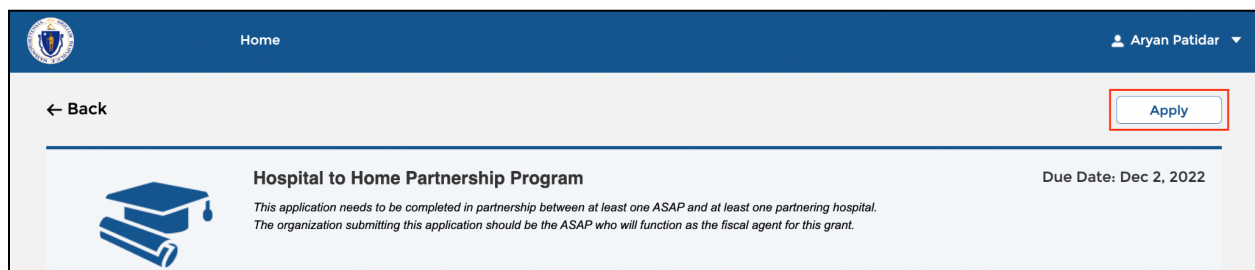 Home
Aryan Patidar
← Back
Apply
Hospital to Home Partnership Program
Due Date: Dec 2, 2022
This application needs to be completed in partnership between at least one ASAP and at least one partnering hospital.
The organization submitting this application should be the ASAP who will function as the fiscal agent for this grant.